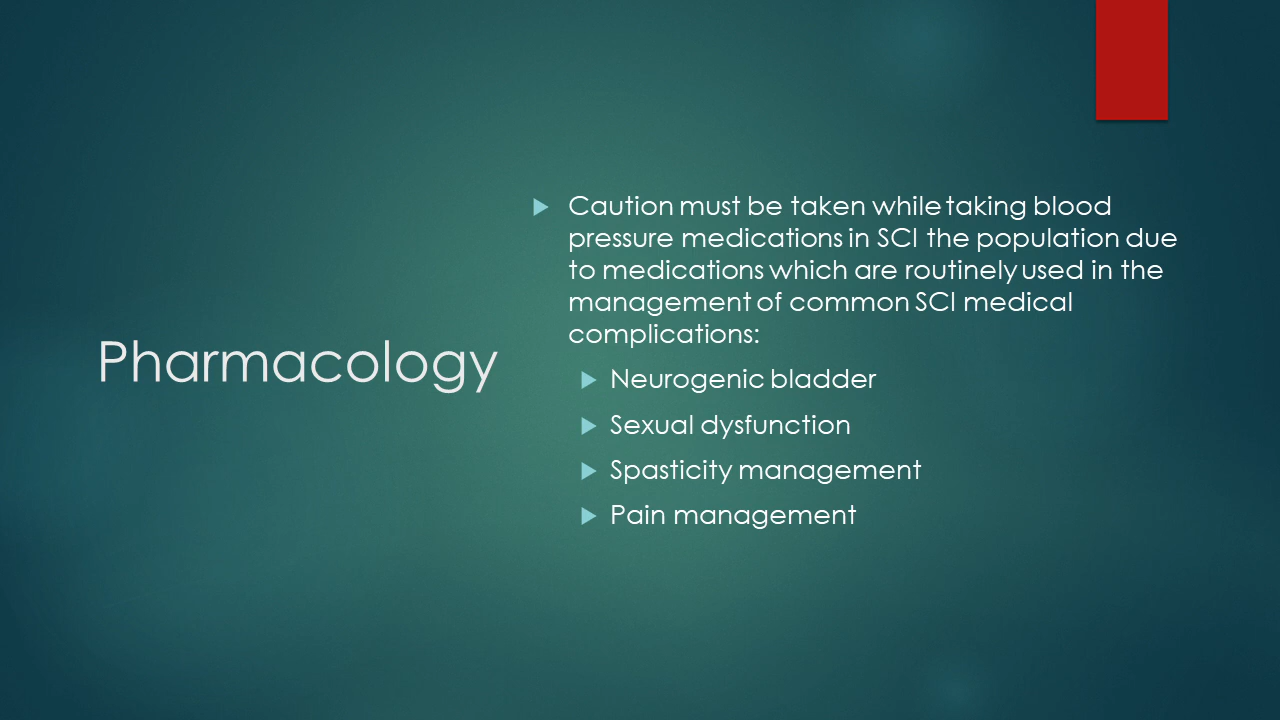 Pharmacology
Caution must be taken while taking blood
pressure medications in SCI the population due
to medications which are routinely used in the
management of common SCI medical
complications:
Neurogenic bladder
Sexual dysfunction
Spasticity management
Pain management